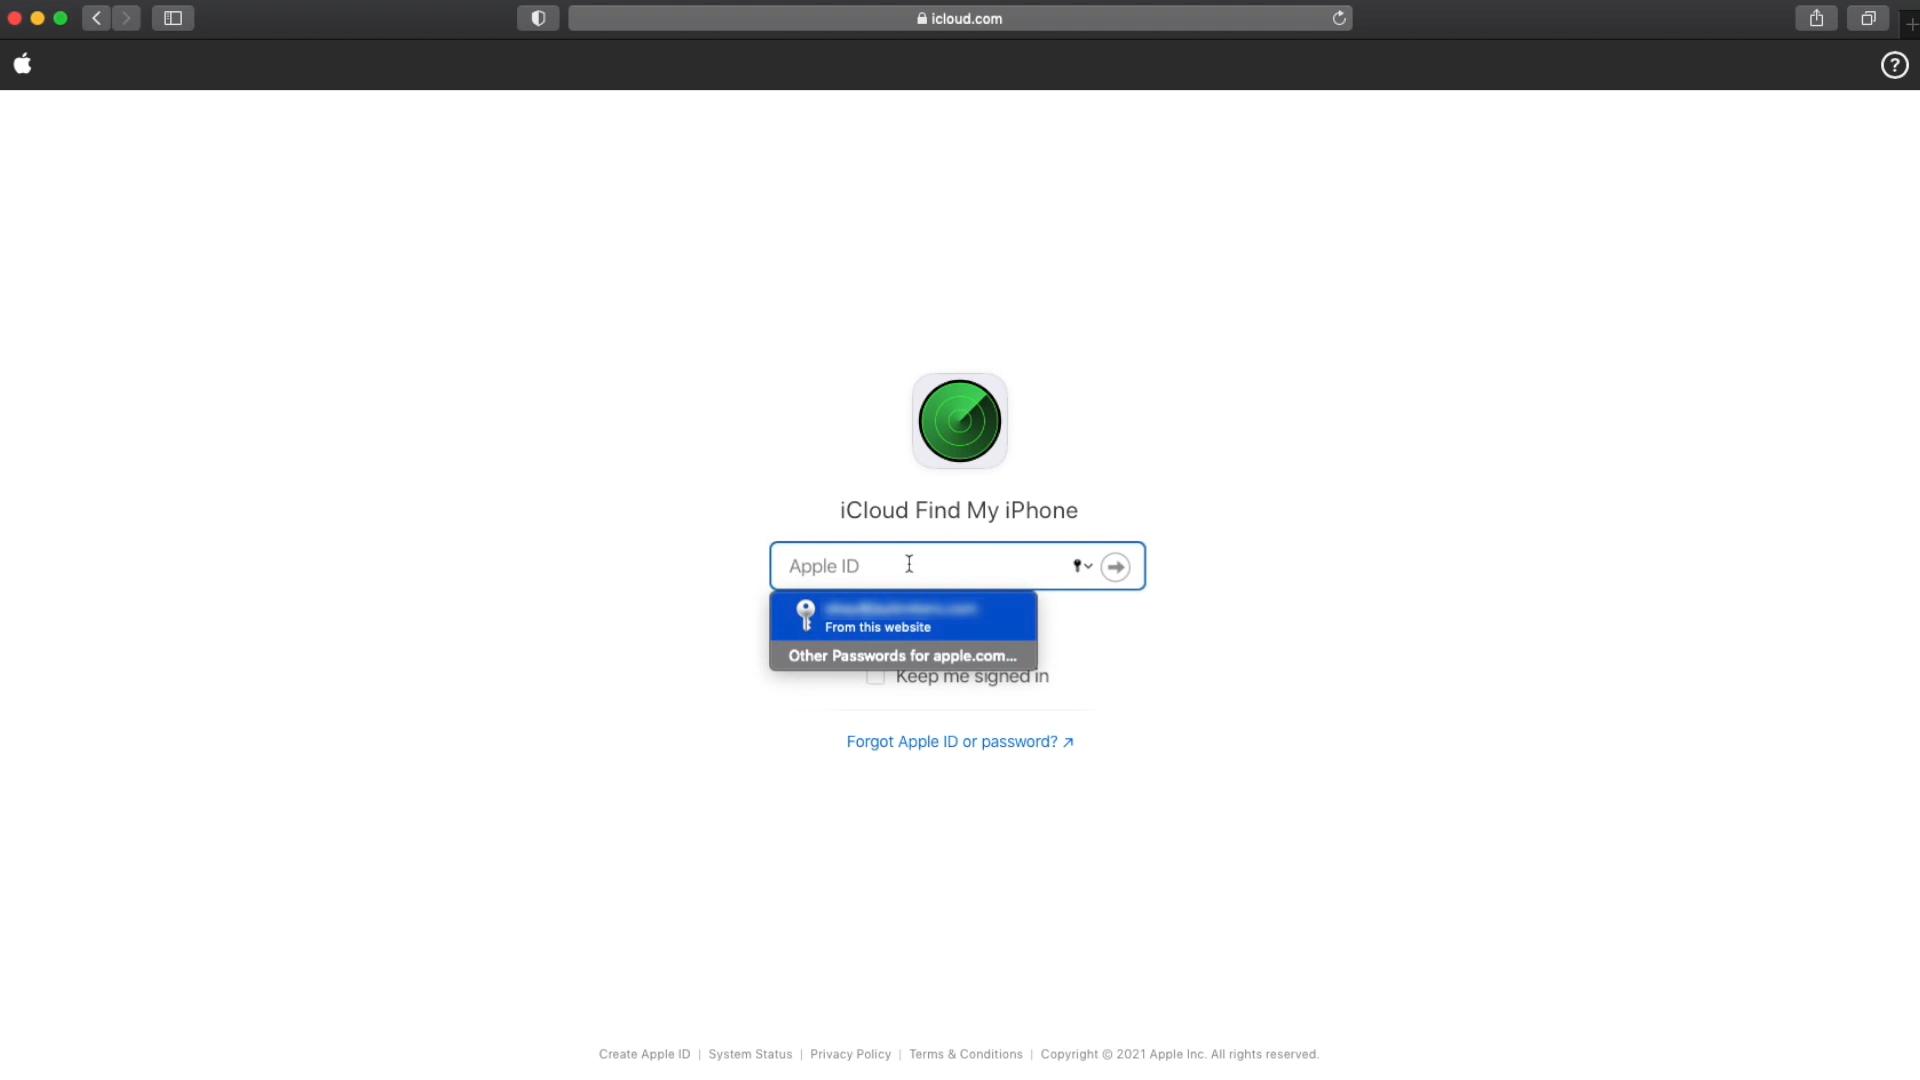 icloud.com
iCloud Find My iPhone
Apple ID
From this website
Other Passwords for apple.com...
Keep me signed in
Forgot Apple ID or password? ↗
Create Apple ID | System Status | Privacy Policy | Terms & Conditions | Copyright © 2021 Apple Inc. All rights reserved.